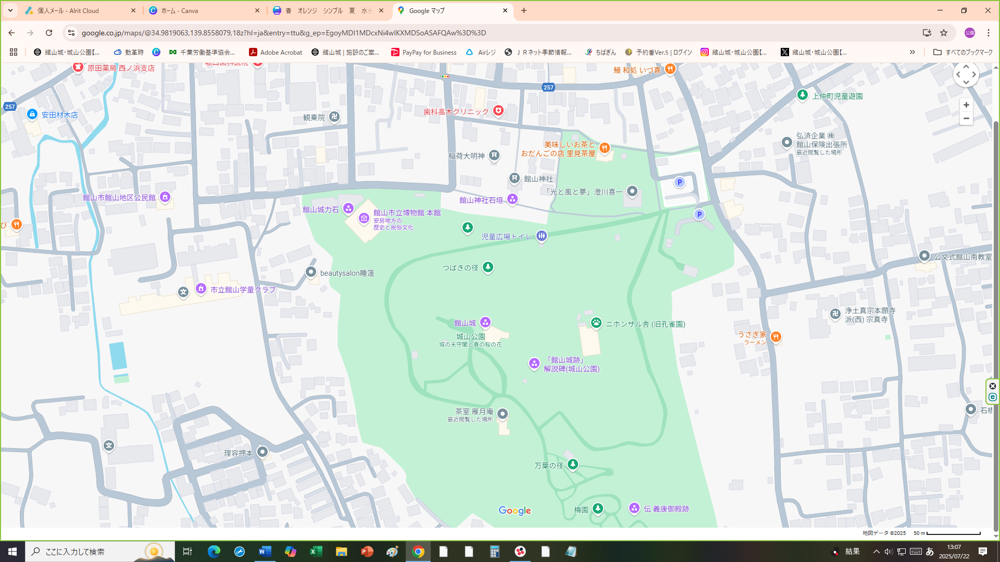 個人メール - Alrit Cloud
ホーム - Canva
青　オレンジ　シンプル　夏　水分
Google マップ
google.co.jp/maps/@34.9819063,139.8558079,18z?hl=ja&entry=ttu&g_ep=EgoyMDI1MDcxNi4wIKXMDSoASAFQAw%3D%3D
公園
館山城･城山公園【...
勤革時
千葉労働基準協会...
Adobe Acrobat
館山城 | 施設のご案...
PayPay for Business
Airレジ
ＪＲネット季節情報...
ちばぎん
予約番Ver.5 | ログイン
館山城･城山公園【...
館山城･城山公園【...
すべてのブックマーク
原田薬局 西ノ浜支店
堀口歯科医院
鰻 和処 いづ喜
257
上仲町児童遊園
257
安田材木店
観乗院
歯科高木クリニック
弘済企業 ㈱
館山保険出張所
最近閲覧した場所
美味しいお茶と
おだんごの店 里見茶屋
稲荷大明神
館山神社
P
「光と風と夢」澄川喜一
館山市館山地区公民館
館山神社石垣
館山城力石
館山市立博物館 本館
安房地方の
歴史と民俗文化
P
び
児童広場トイレ
公文式館山南教室
つばきの径
beautysalon睡蓮
文
市立館山学童クラブ
浄土真宗本願寺
派(西) 宗真寺
館山城
城山公園
城の天守閣と春の桜の花
ニホンザル舎 (旧孔雀園)
うさぎ家
ラーメン
「館山城跡」
解説碑(城山公園)
茶室 雁月庵
最近閲覧した場所
石橋
文
理容押本
万葉の径
梅園
伝 義康御殿跡
Google
地図データ ©2025
50 m
ここに入力して検索
結果
あ
13:07
2025/07/22